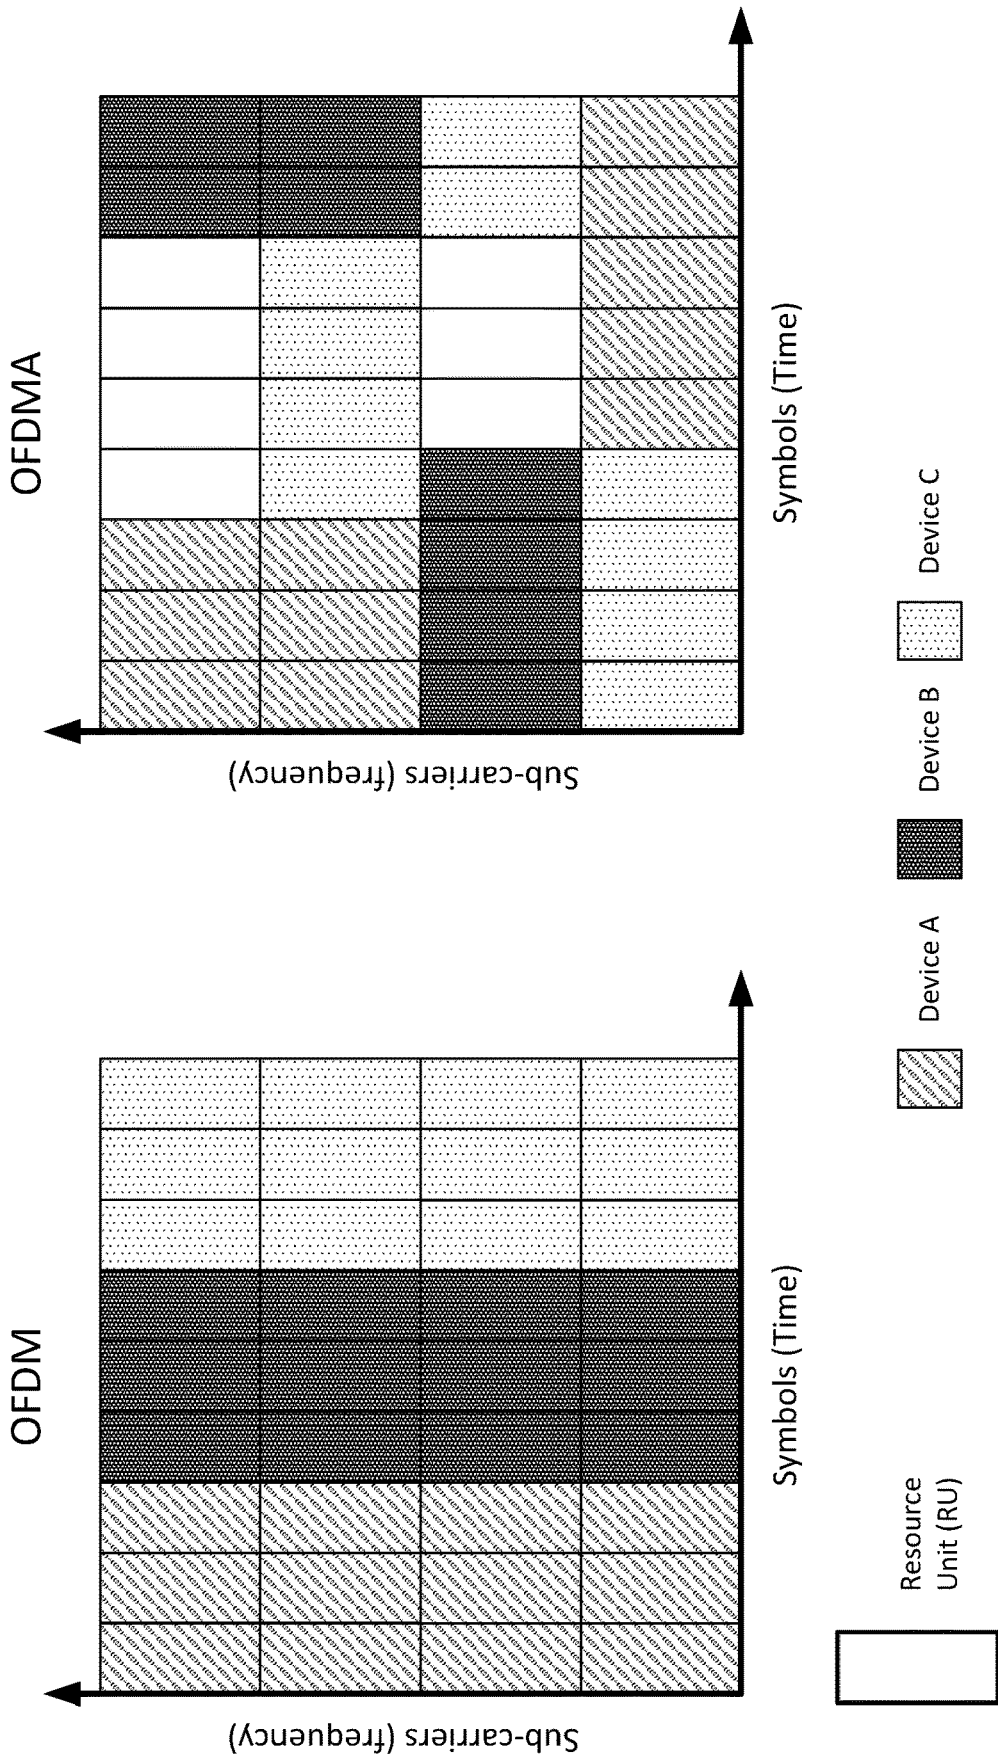 OFDM
Sub-carriers (frequency)
Symbols (Time)
OFDMA
Sub-carriers (frequency)
Symbols (Time)
Resource
Unit (RU)
Device A
Device B
Device C